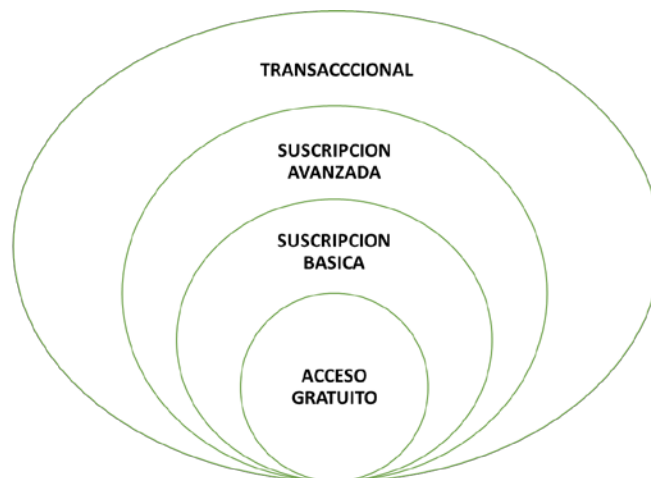 TRANSACCCIONAL
SUSCRIPCION
AVANZADA
SUSCRIPCION
BASICA
ACCESO
GRATUITO